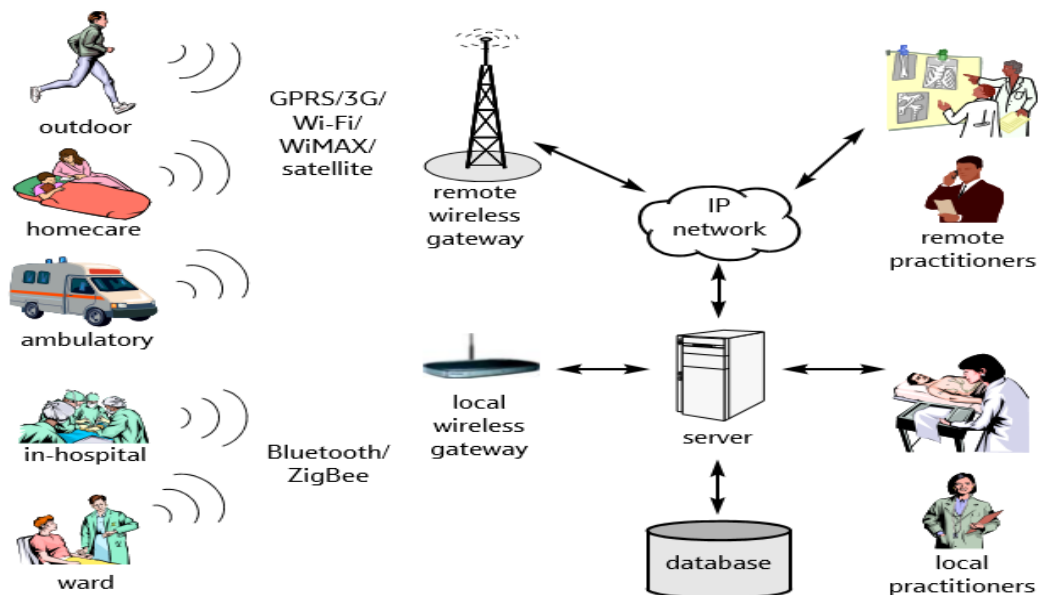 outdoor
homecare
ambulatory
in-hospital
ward
GPRS/3G/
Wi-Fi/
WiMAX/
satellite
Bluetooth/
ZigBee
remote
wireless
gateway
local
wireless
gateway
IP
network
server
database
remote
practitioners
local
practitioners